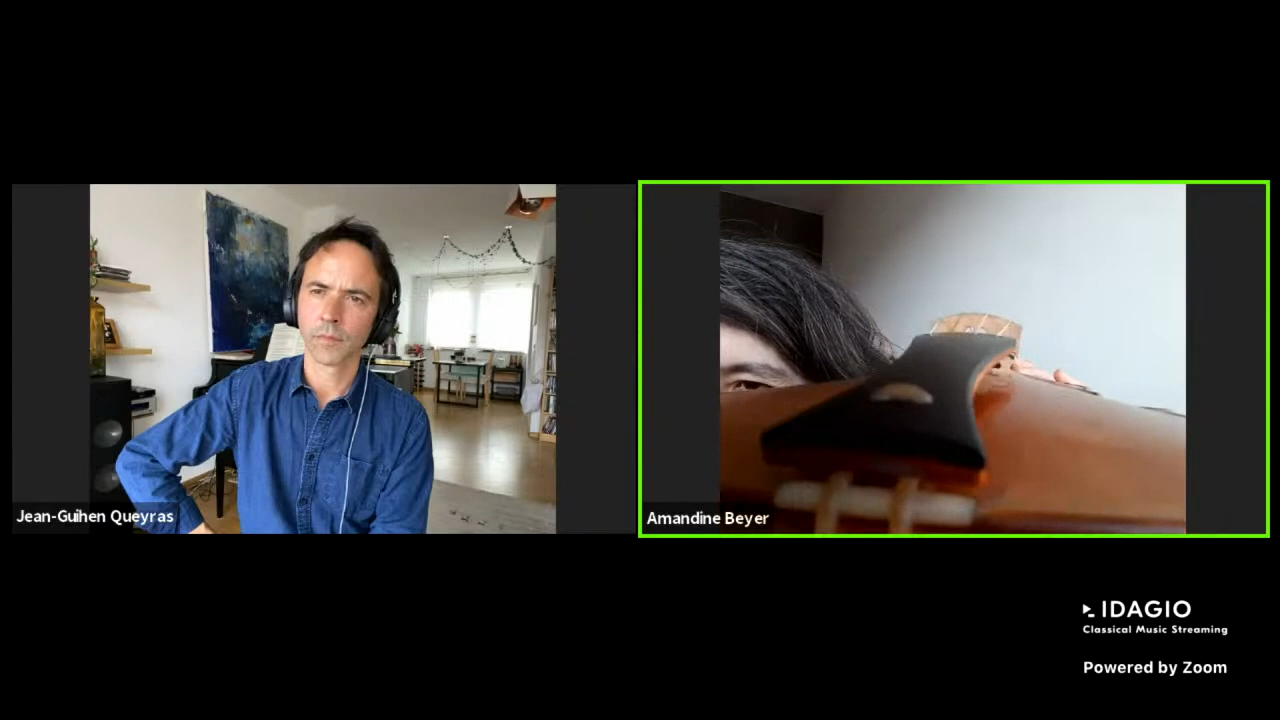 Jean-Guihen Queyras
Amandine Beyer
IDAGIO
Classical Music Streaming
Powered by Zoom